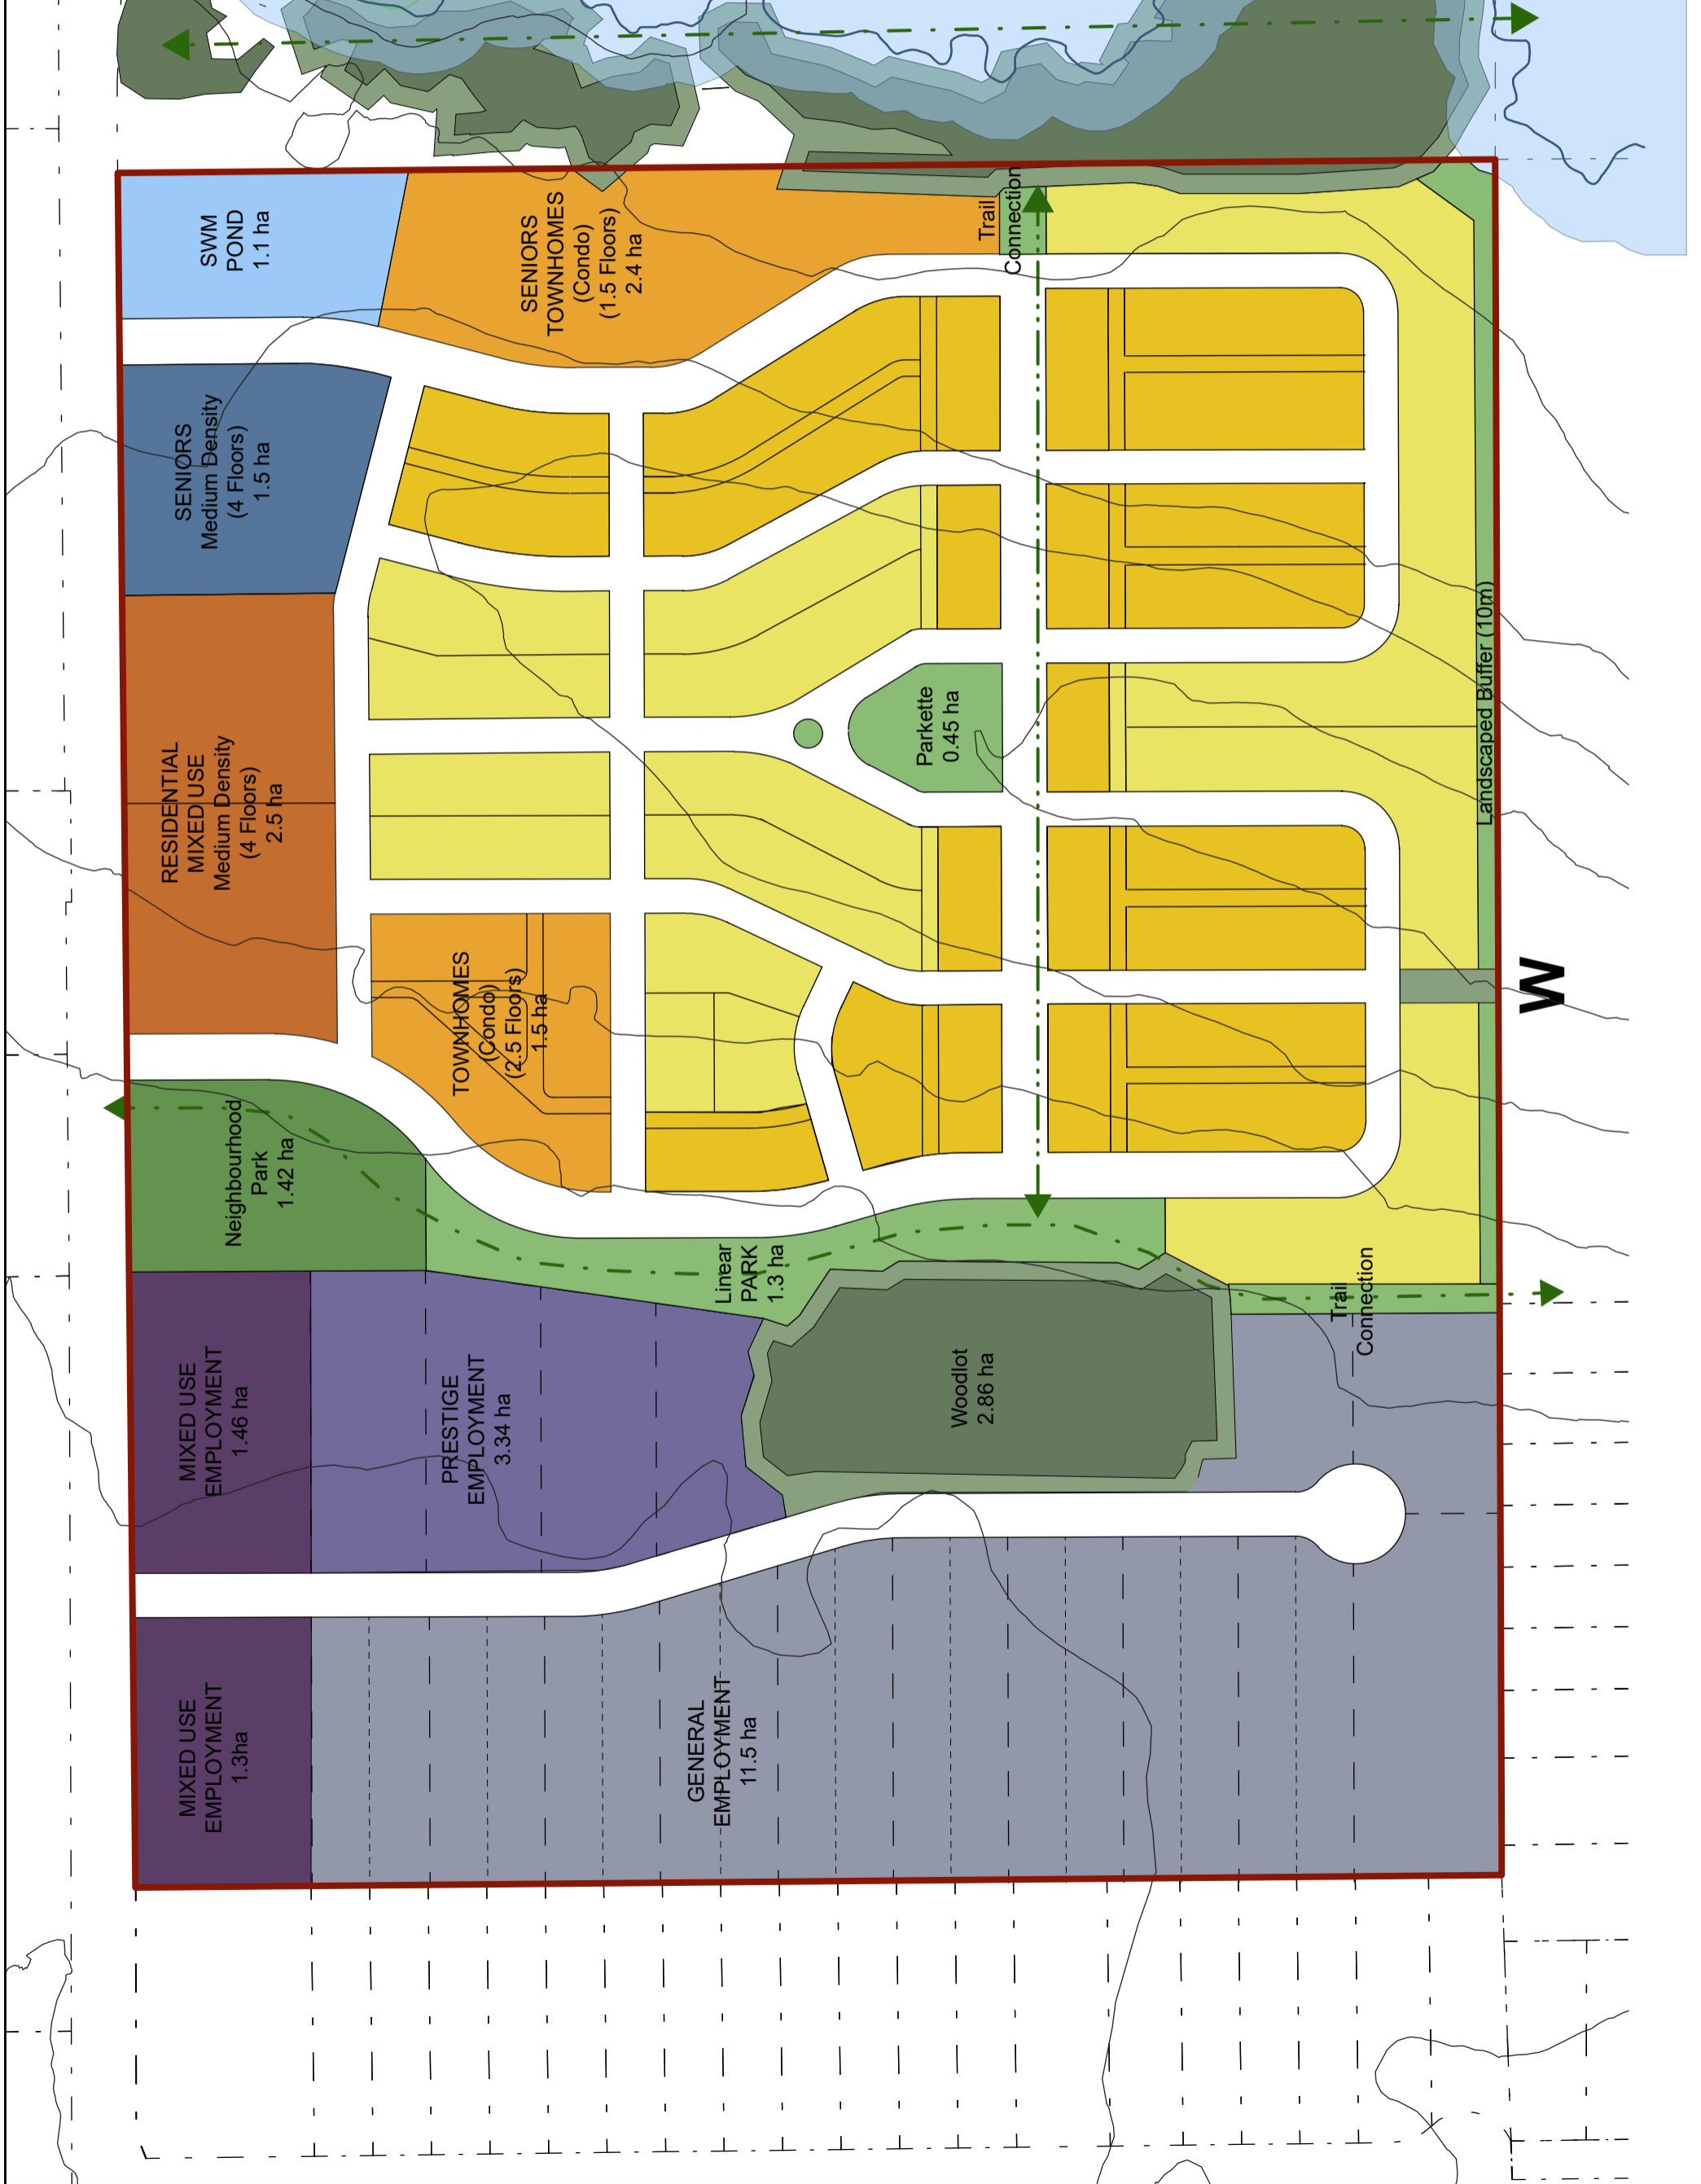 SWM
POND
1.1 ha
SENIORS
TOWNHOMES
(Condo)
(1.5 Floors)
2.4 ha
Trail
Connection
SENIORS
Medium Density
(4 Floors)
1.5 ha
RESIDENTIAL
MIXED USE
Medium Density
(4 Floors)
2.5 ha
Parkette
0.45 ha
Landscaped Buffer (10m)
TOWNHOMES
(Condo)
(2.5 Floors)
1.5 ha
W
Neighbourhood
Park
1.42 ha
Linear
PARK
1.3 ha
Trail
Connection
MIXED USE
EMPLOYMENT
1.46 ha
PRESTIGE
EMPLOYMENT
3.34 ha
Woodlot
2.86 ha
MIXED USE
EMPLOYMENT
1.3ha
GENERAL
EMPLOYMENT
11.5 ha